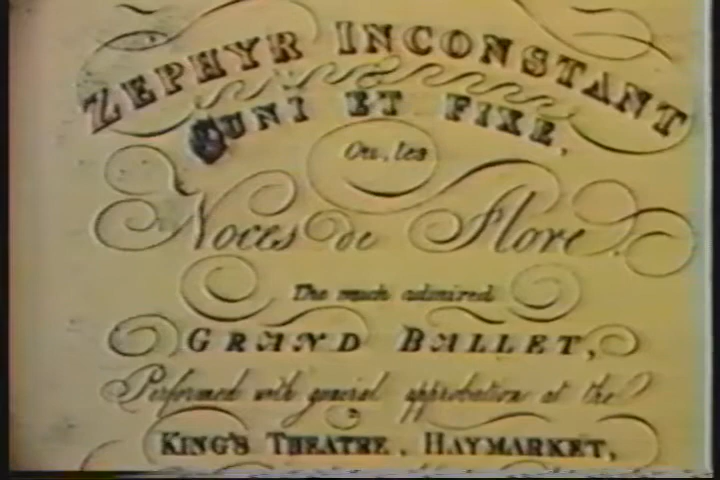 ZEPHYR INCONSTANT
PUNI ET FIXE,
Ou, les
Noces de Flore.
The much admired
GRAND BALLET,
Performed with general approbation at the
KING'S THEATRE, HAYMARKET,